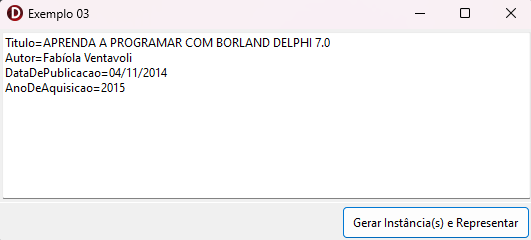 Exemplo 03
Titulo=APRENDA A PROGRAMAR COM BORLAND DELPHI 7.0
Autor=Fabíola Ventavoli
DataDePublicacao=04/11/2014
AnoDeAquisicao=2015
Gerar Instância(s) e Representar